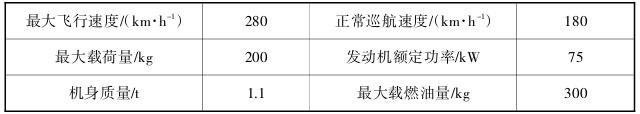 最大飞行速度/(km·h⁻¹) 280 正常巡航速度/(km·h⁻¹) 180
最大载荷量/kg 200 发动机额定功率/kW 75
机身质量/t 1.1 最大载燃油量/kg 300